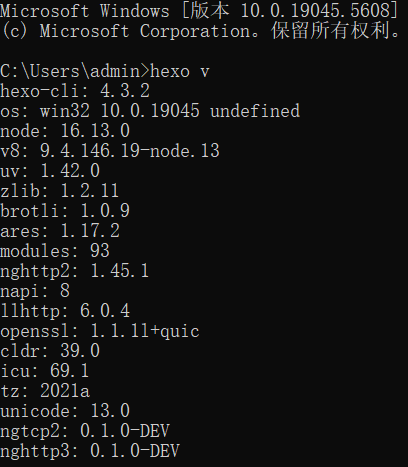 Microsoft Windows [版本 10.0.19045.5608]
(c) Microsoft Corporation。保留所有权利。
C:\Users\admin>hexo v
hexo-cli: 4.3.2
os: win32 10.0.19045 undefined
node: 16.13.0
v8: 9.4.146.19-node.13
uv: 1.42.0
zlib: 1.2.11
brotli: 1.0.9
ares: 1.17.2
modules: 93
nghttp2: 1.45.1
napi: 8
llhttp: 6.0.4
openssl: 1.1.1l+quic
cldr: 39.0
icu: 69.1
tz: 2021a
unicode: 13.0
ngtcp2: 0.1.0-DEV
nghttp3: 0.1.0-DEV